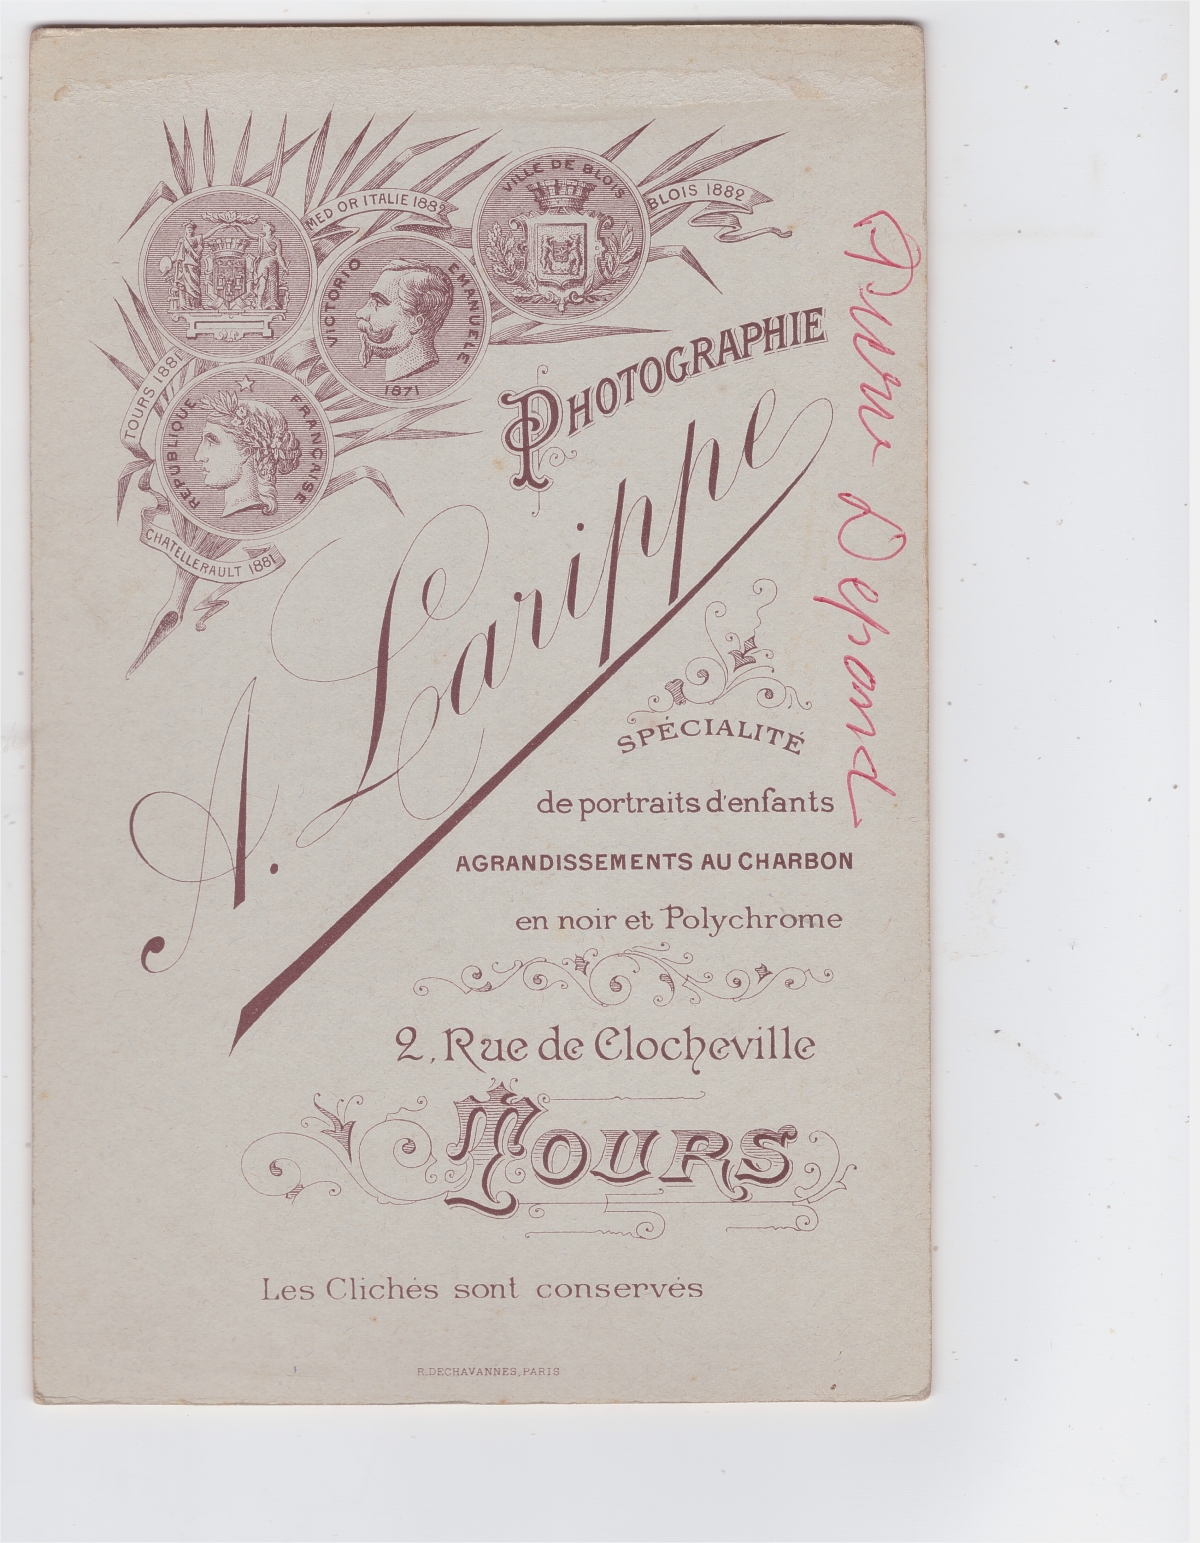 MED OR ITALIE 1882
VILLE DE BLOIS
BLOIS 1882
VICTORIO EMANUELE
1871
TOURS 1881
REPUBLIQUE FRANCAISE
CHATELLERAULT 1881
PHOTOGRAPHIE
A. Larippe
SPÉCIALITÉ
de portraits d'enfants
AGRANDISSEMENTS AU CHARBON
en noir et Polychrome
2, Rue de Clocheville
TOURS
Les Clichés sont conservés
R. DECHAVANNES, PARIS
Depond